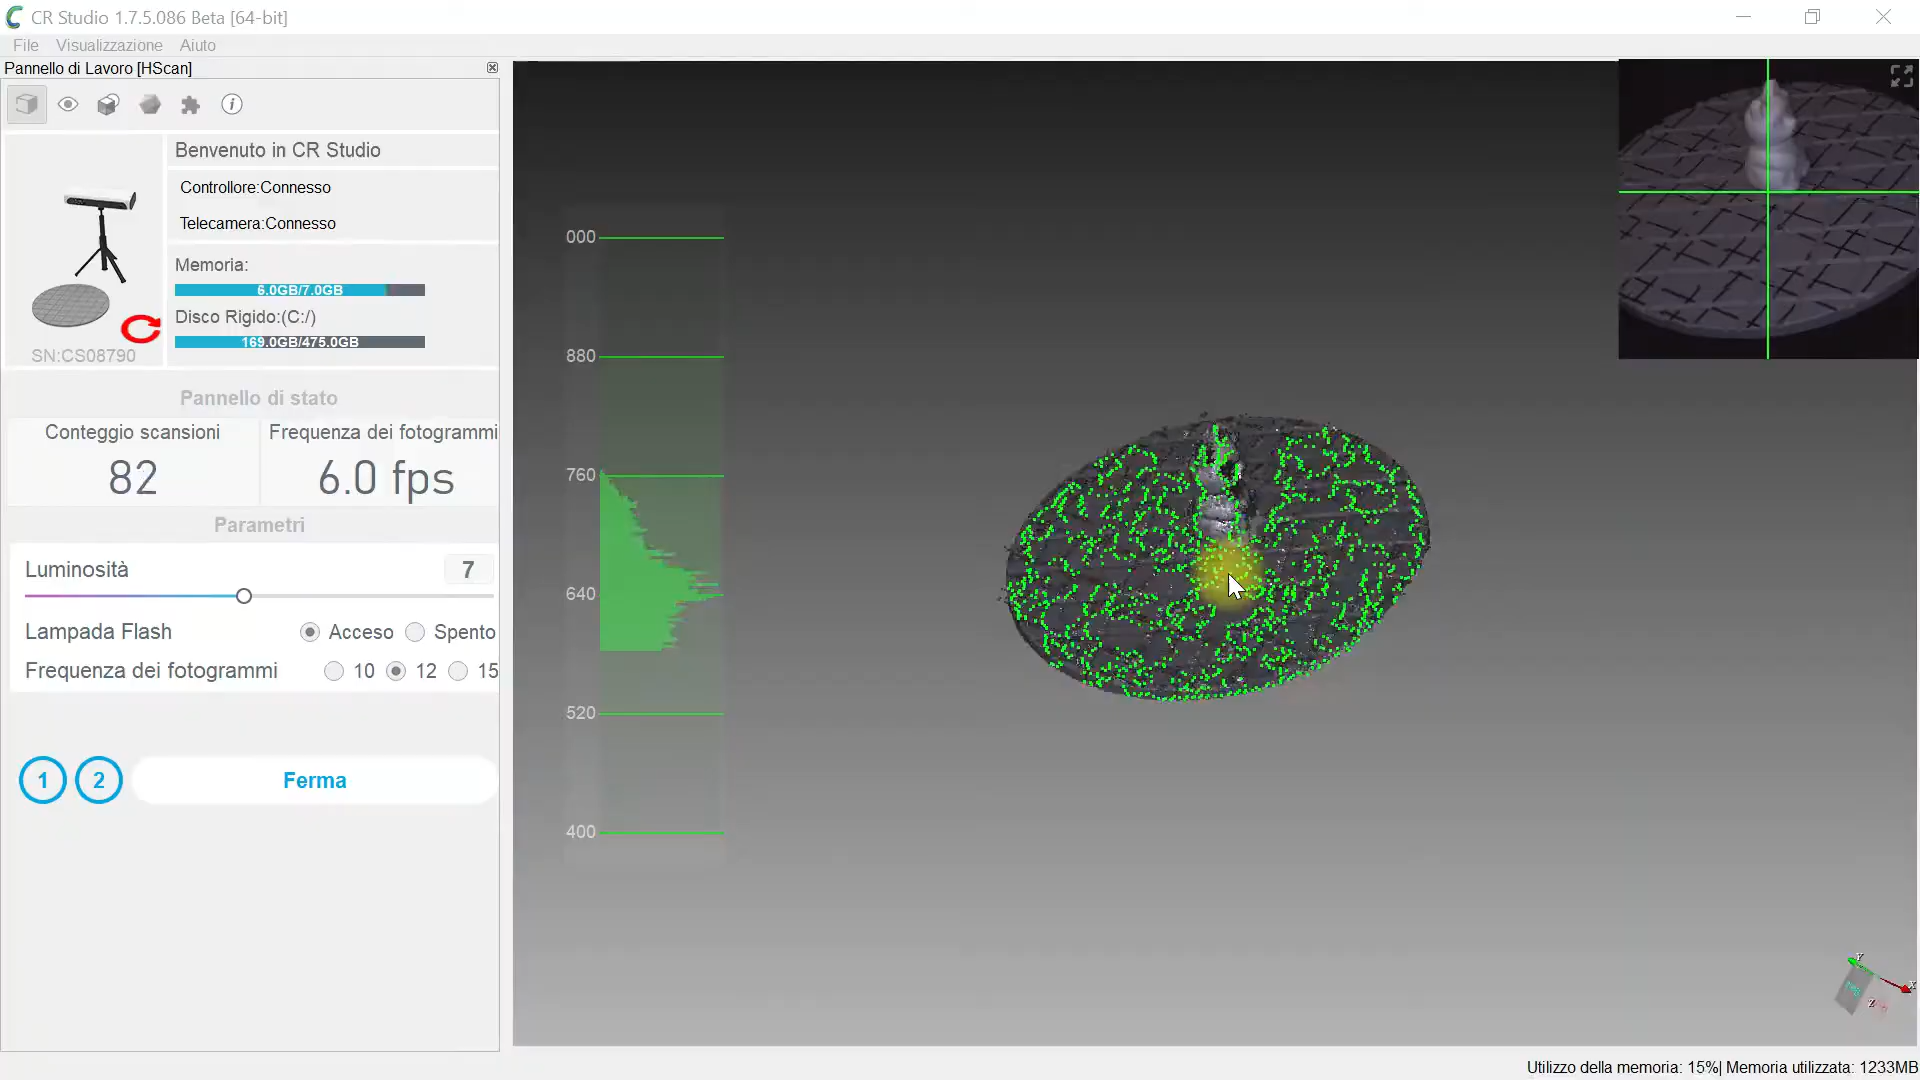 CR Studio 1.7.5.086 Beta [64-bit]
File Visualizzazione Aiuto
Pannello di Lavoro [HScan]
Benvenuto in CR Studio
Controllore:Connesso
Telecamera:Connesso
Memoria:
6.0GB/7.0GB
Disco Rigido:(C:/)
169.0GB/475.0GB
SN:CS08790
Pannello di stato
Conteggio scansioni Frequenza dei fotogrammi
82 6.0 fps
Parametri
Luminosità 7
Lampada Flash Acceso Spento
Frequenza dei fotogrammi 10 12 15
1 2 Ferma
000
880
760
640
520
400
Y
X
Z
Utilizzo della memoria: 15%| Memoria utilizzata: 1233MB